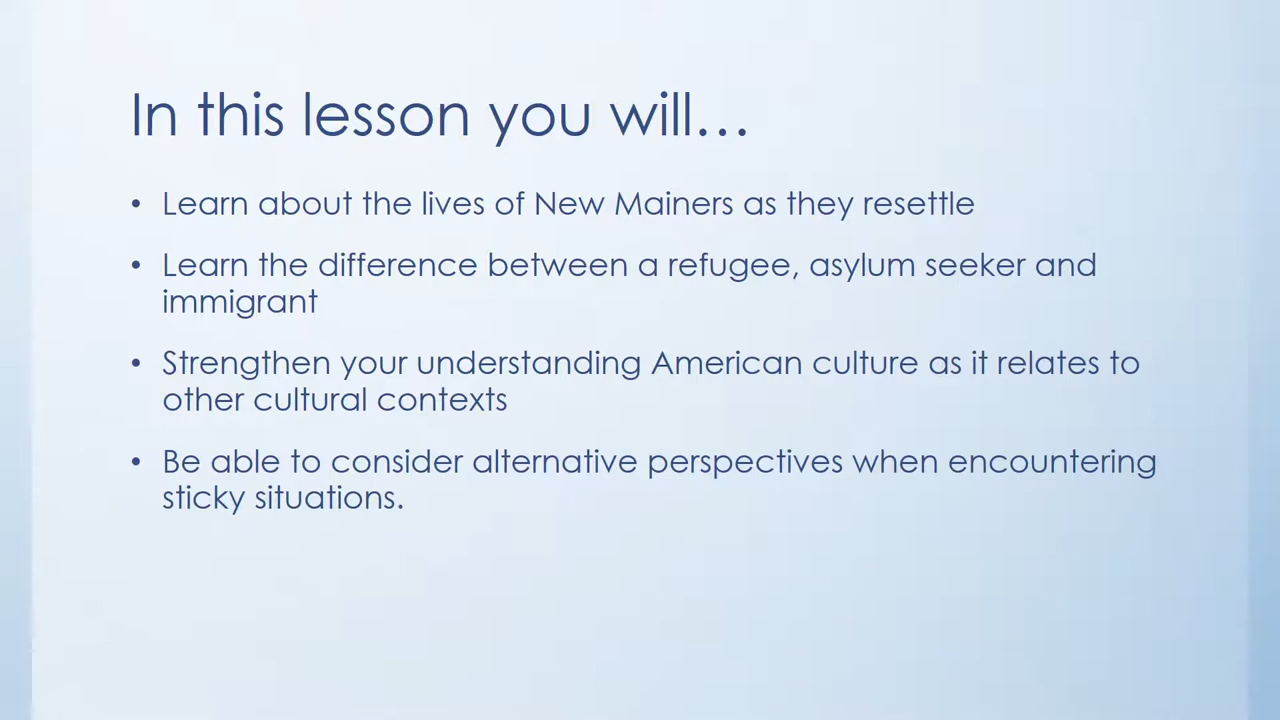 In this lesson you will…
• Learn about the lives of New Mainers as they resettle
• Learn the difference between a refugee, asylum seeker and
immigrant
• Strengthen your understanding American culture as it relates to
other cultural contexts
• Be able to consider alternative perspectives when encountering
sticky situations.